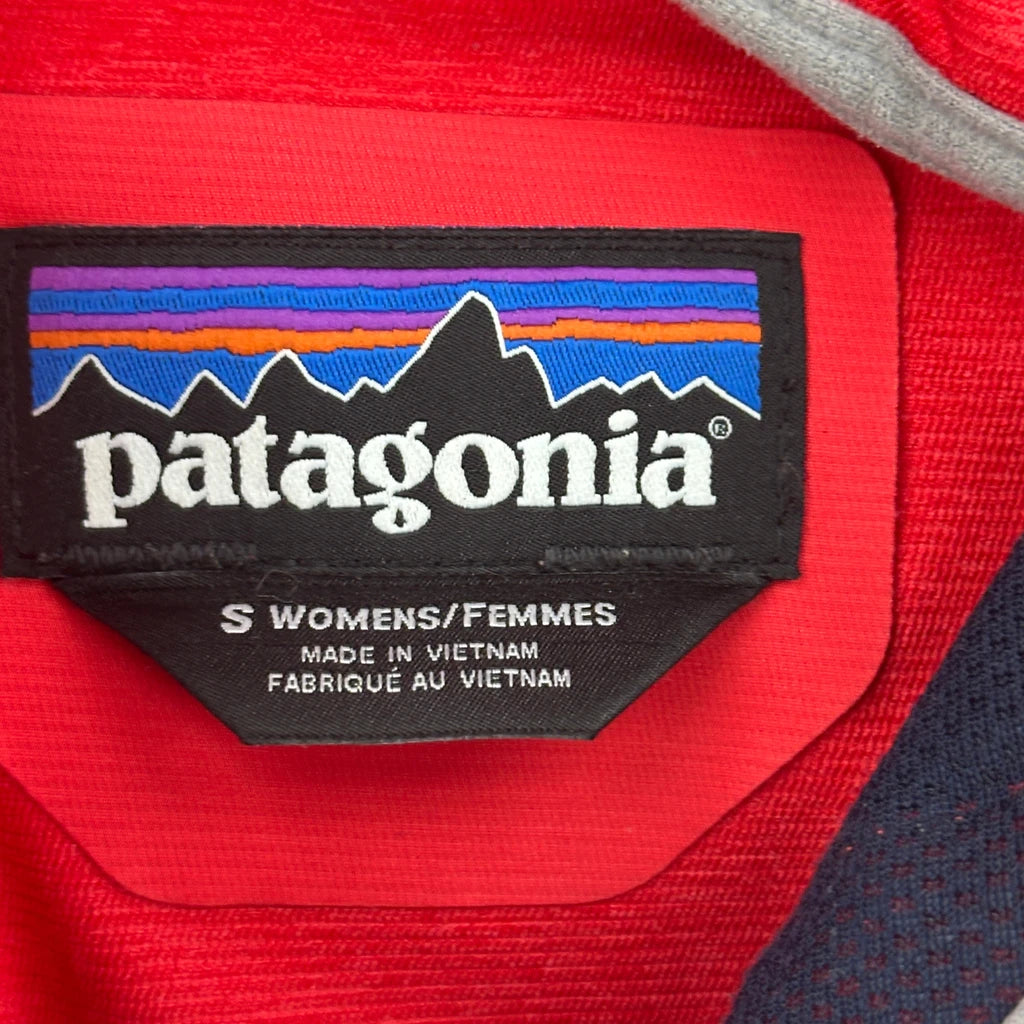 patagonia®
S WOMENS/FEMMES
MADE IN VIETNAM
FABRIQUÉ AU VIETNAM